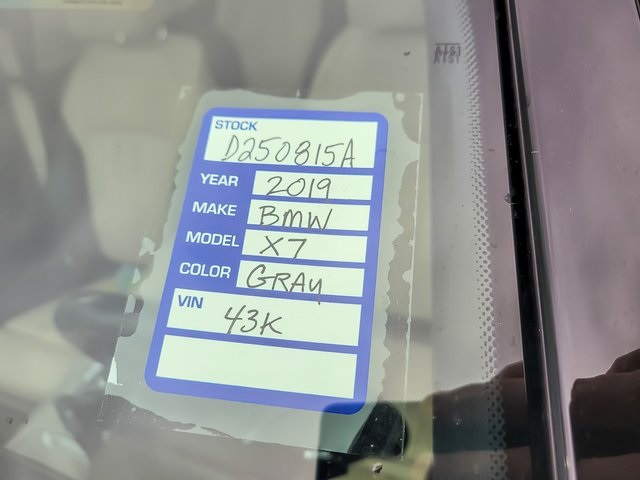 STOCK
D250815A
YEAR 2019
MAKE BMW
MODEL X7
COLOR GRAY
VIN
43K